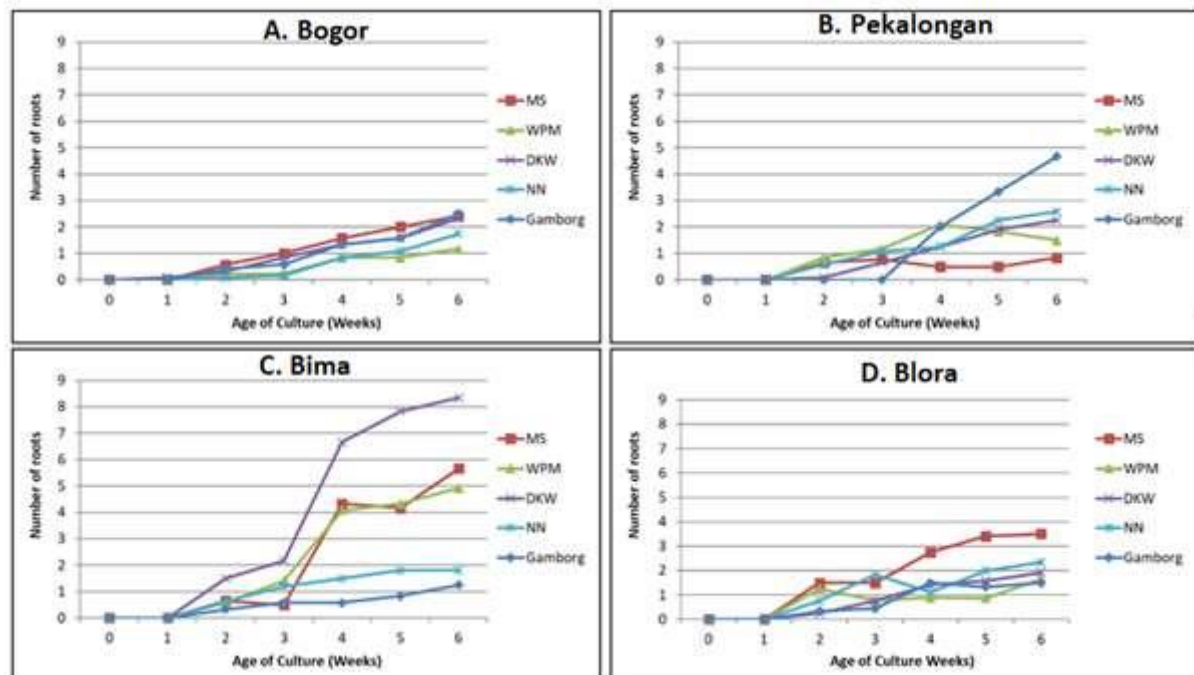 A. Bogor
Number of roots
9
8
7
6
5
4
3
2
1
0
0 1 2 3 4 5 6
Age of Culture (Weeks)
MS
WPM
DKW
NN
Gamborg
B. Pekalongan
Number of roots
9
8
7
6
5
4
3
2
1
0
0 1 2 3 4 5 6
Age of Culture (Weeks)
MS
WPM
DKW
NN
Gamborg
C. Bima
Number of roots
9
8
7
6
5
4
3
2
1
0
0 1 2 3 4 5 6
Age of Culture (Weeks)
MS
WPM
DKW
NN
Gamborg
D. Blora
Number of roots
9
8
7
6
5
4
3
2
1
0
0 1 2 3 4 5 6
Age of Culture Weeks)
MS
WPM
DKW
NN
Gamborg